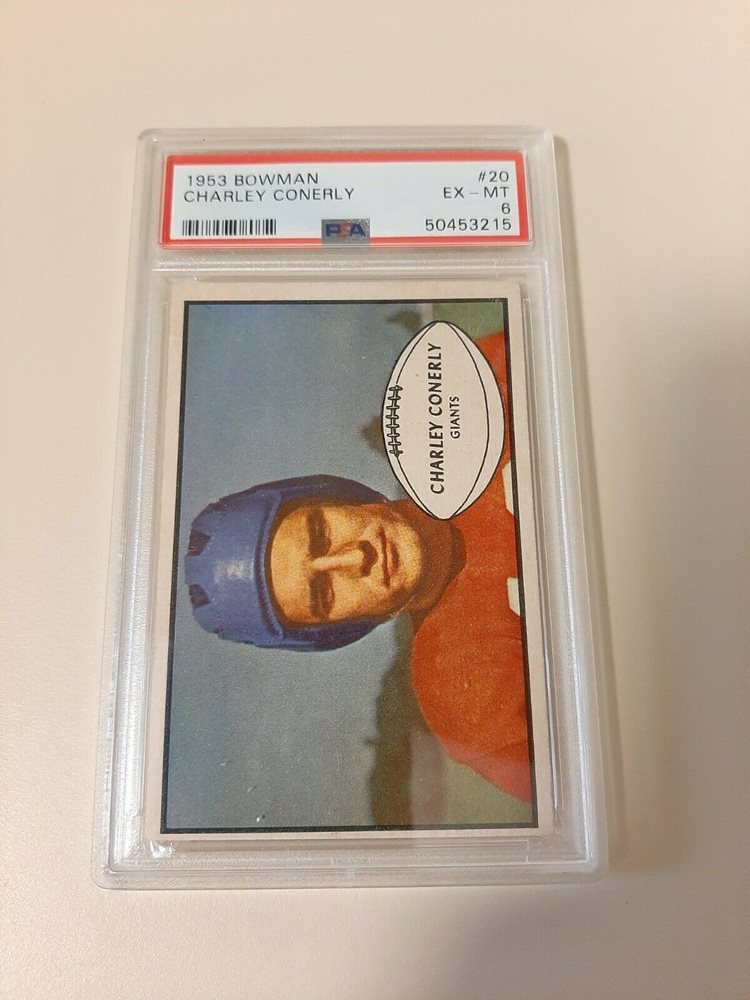 1953 BOWMAN #20
CHARLEY CONERLY EX - MT
6
PSA 50453215
CHARLEY CONERLY
GIANTS